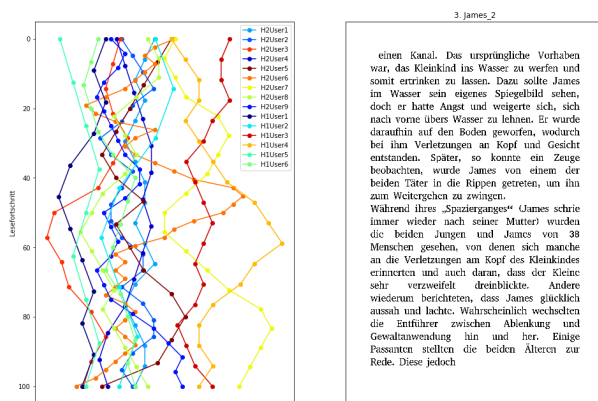 3. James_2
H2User1
H2User2
H2User3
H2User4
H2User5
H2User6
H2User7
H2User8
H2User9
H1User1
H1User2
H1User3
H1User4
H1User5
H1User6
0
20
40
60
80
100
Lesefortschritt
einen Kanal. Das ursprüngliche Vorhaben
war, das Kleinkind ins Wasser zu werfen und
somit ertrinken zu lassen. Dazu sollte James
im Wasser sein eigenes Spiegelbild sehen,
doch er hatte Angst und weigerte sich, sich
nach vorne übers Wasser zu lehnen. Er wurde
daraufhin auf den Boden geworfen, wodurch
bei ihm Verletzungen an Kopf und Gesicht
entstanden. Später, so konnte ein Zeuge
beobachten, wurde James von einem der
beiden Täter in die Rippen getreten, um ihn
zum Weitergehen zu zwingen.
Während ihres „Spazierganges“ (James schrie
immer wieder nach seiner Mutter) wurden
die beiden Jungen und James von 38
Menschen gesehen, von denen sich manche
an die Verletzungen am Kopf des Kleinkindes
erinnerten und auch daran, dass der Kleine
sehr verzweifelt dreinblickte. Andere
wiederum berichteten, dass James glücklich
aussah und lachte. Wahrscheinlich wechselten
die Entführer zwischen Ablenkung und
Gewaltanwendung hin und her. Einige
Passanten stellten die beiden Älteren zur
Rede. Diese jedoch